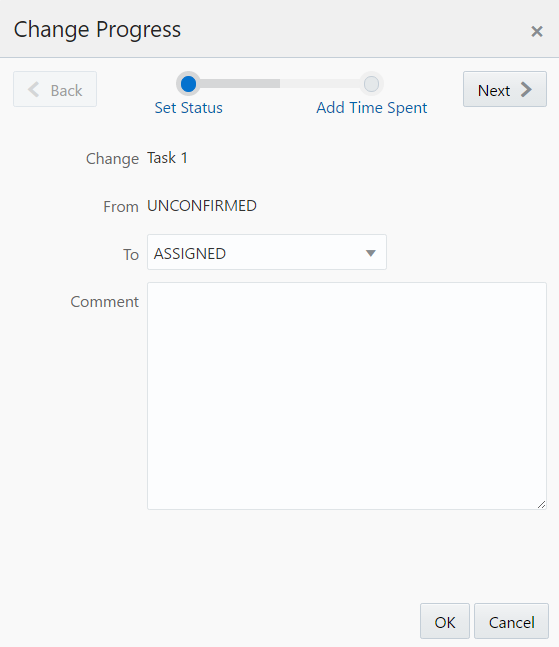 Change Progress
×
Back
Next
Set Status
Add Time Spent
Change Task 1
From UNCONFIRMED
To ASSIGNED
Comment
OK
Cancel